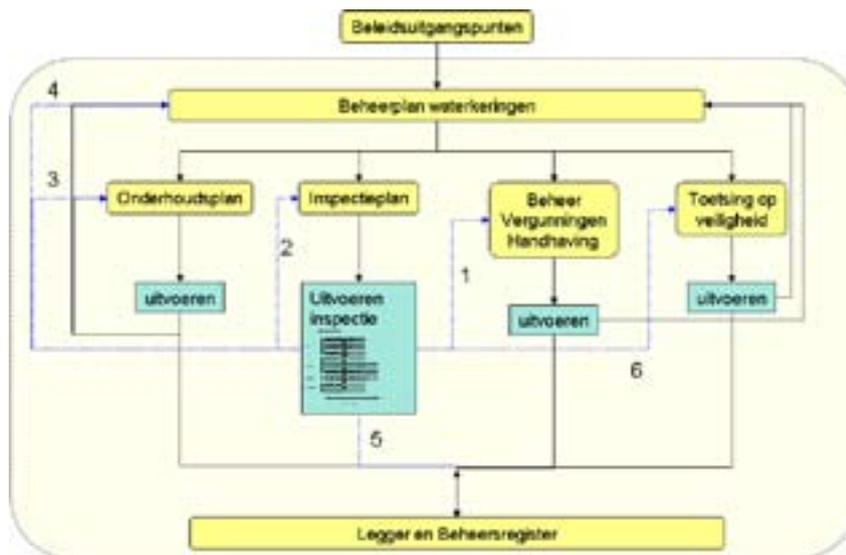 Beleidsuitgangspunten
4
Beheerplan waterkeringen
3
Onderhoudsplan
Inspectieplan
Beheer
Vergunningen
Handhaving
Toetsing op
veiligheid
2
1
uitvoeren
Uitvoeren
inspectie
uitvoeren
uitvoeren
6
5
Legger en Beheersregister